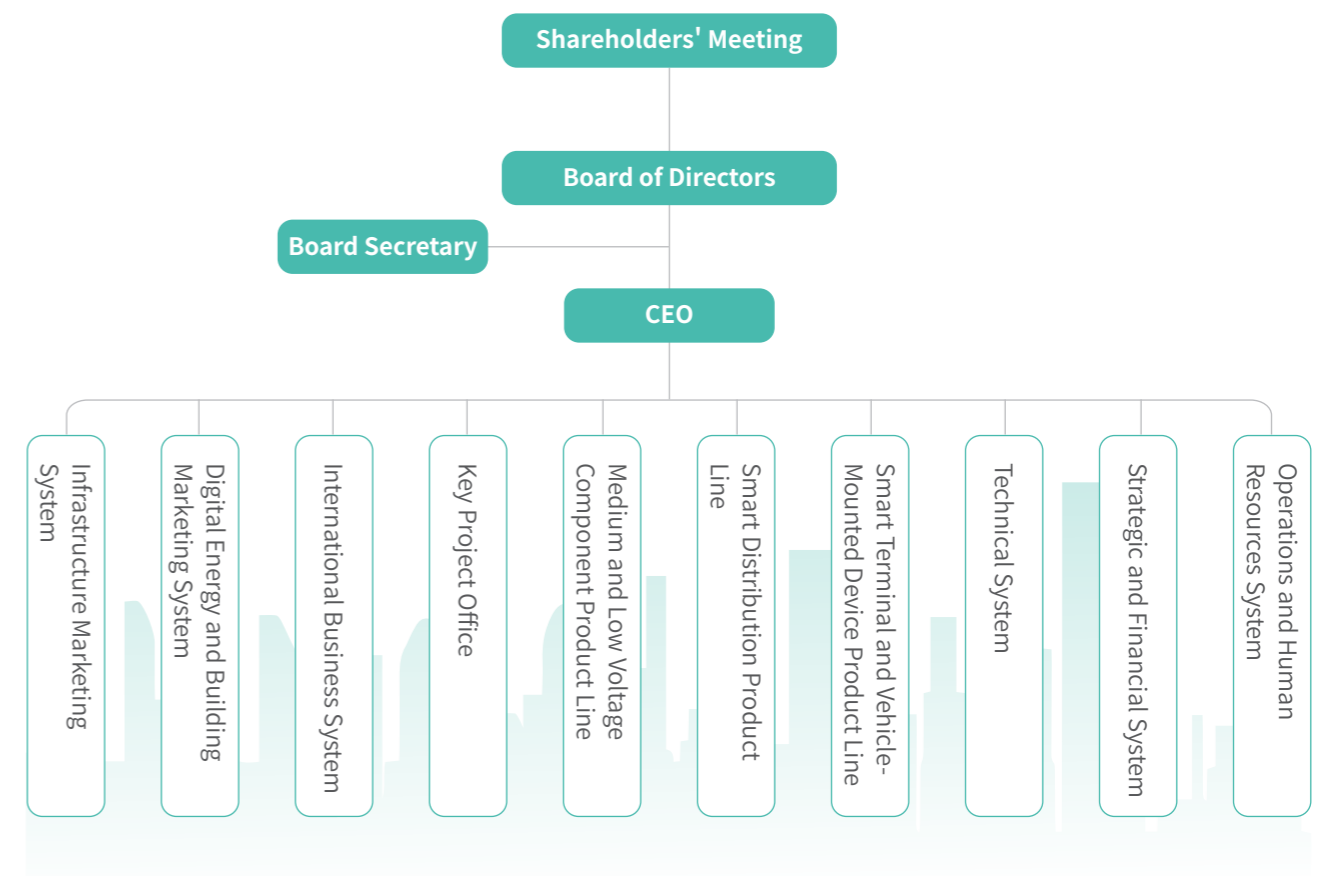 Shareholders' Meeting
Board of Directors
Board Secretary
CEO
Infrastructure Marketing
System
Digital Energy and Building
Marketing System
International Business System
Key Project Office
Medium and Low Voltage
Component Product Line
Smart Distribution Product
Line
Smart Terminal and Vehicle-
Mounted Device Product Line
Technical System
Strategic and Financial System
Operations and Human
Resources System